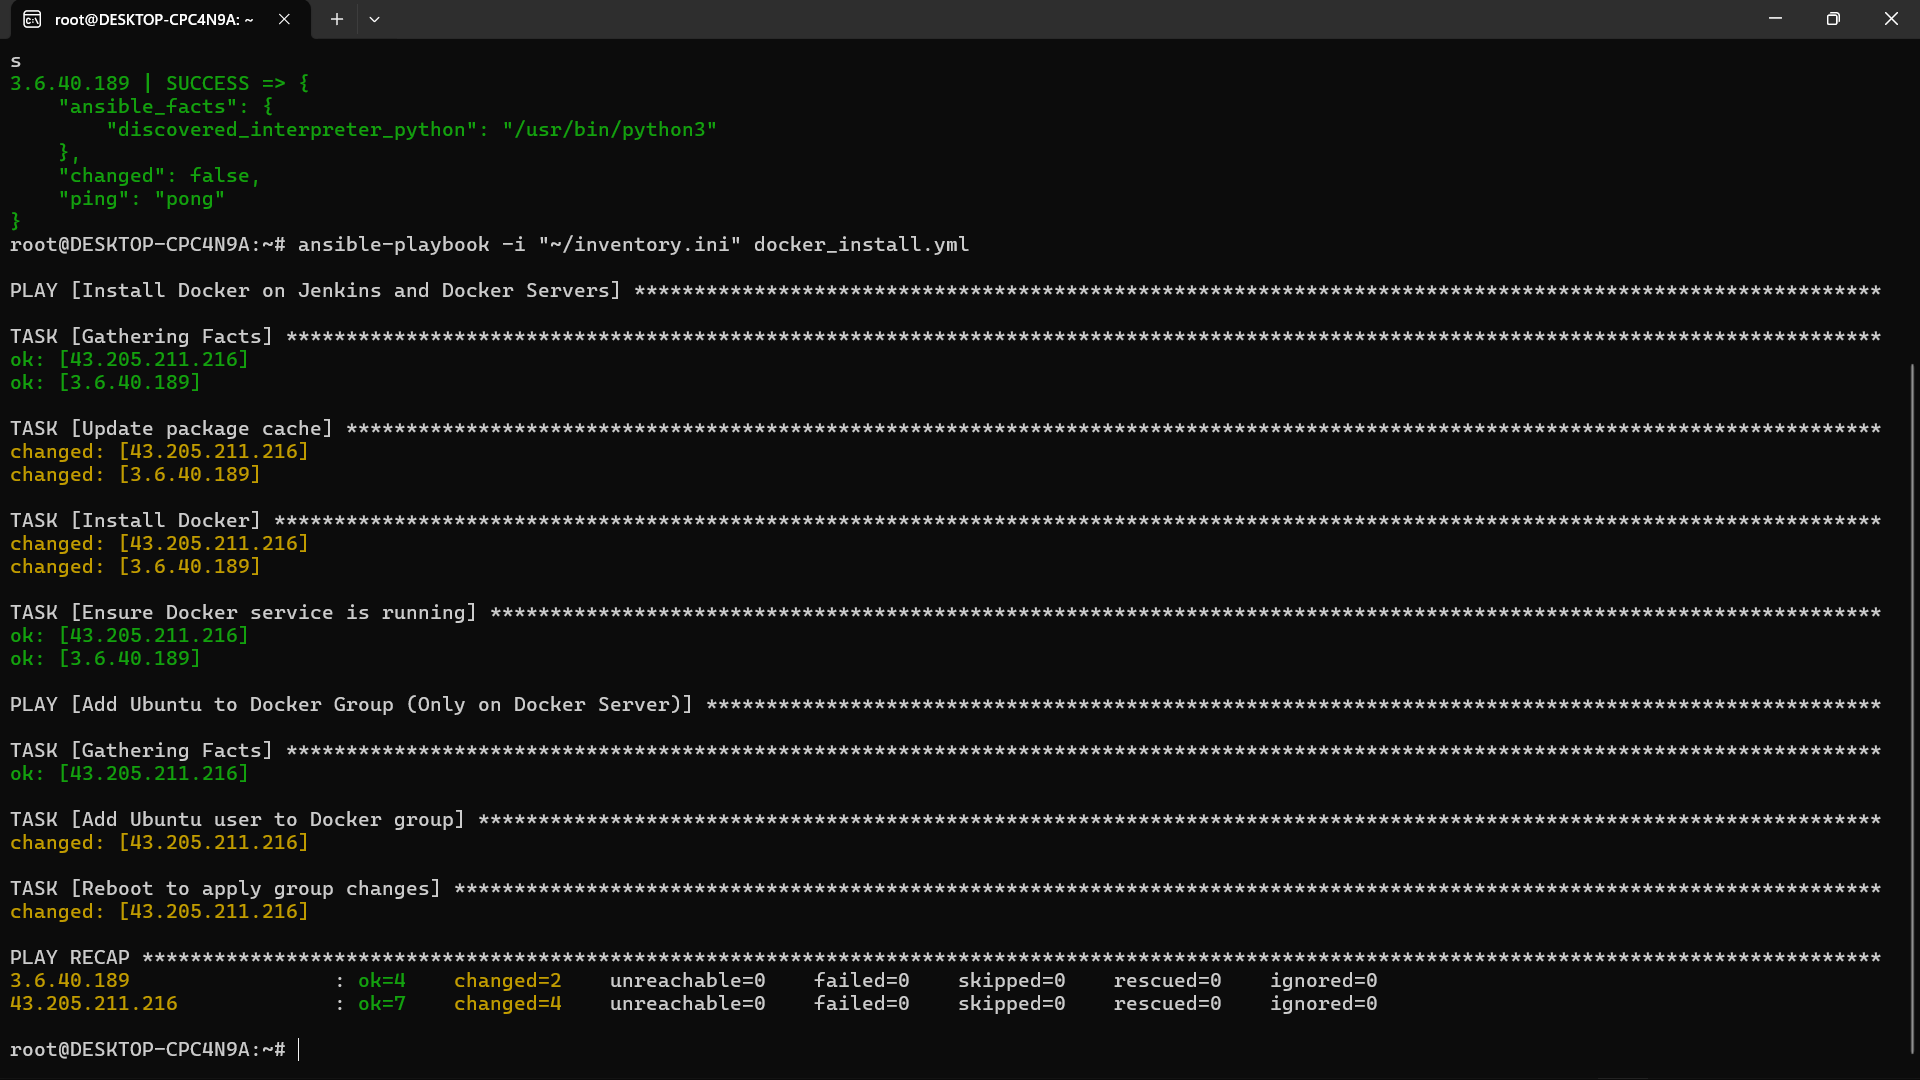 root@DESKTOP-CPC4N9A: ~
s
3.6.40.189 | SUCCESS => {
    "ansible_facts": {
        "discovered_interpreter_python": "/usr/bin/python3"
    },
    "changed": false,
    "ping": "pong"
}
root@DESKTOP-CPC4N9A:~# ansible-playbook -i "~/inventory.ini" docker_install.yml
PLAY [Install Docker on Jenkins and Docker Servers] ********************************************************************************************************
TASK [Gathering Facts] *************************************************************************************************************************************
ok: [43.205.211.216]
ok: [3.6.40.189]
TASK [Update package cache] ********************************************************************************************************************************
changed: [43.205.211.216]
changed: [3.6.40.189]
TASK [Install Docker] **************************************************************************************************************************************
changed: [43.205.211.216]
changed: [3.6.40.189]
TASK [Ensure Docker service is running] ********************************************************************************************************************
ok: [43.205.211.216]
ok: [3.6.40.189]
PLAY [Add Ubuntu to Docker Group (Only on Docker Server)] **************************************************************************************************
TASK [Gathering Facts] *************************************************************************************************************************************
ok: [43.205.211.216]
TASK [Add Ubuntu user to Docker group] *********************************************************************************************************************
changed: [43.205.211.216]
TASK [Reboot to apply group changes] ***********************************************************************************************************************
changed: [43.205.211.216]
PLAY RECAP *************************************************************************************************************************************************
3.6.40.189                 : ok=4    changed=2    unreachable=0    failed=0    skipped=0    rescued=0    ignored=0
43.205.211.216             : ok=7    changed=4    unreachable=0    failed=0    skipped=0    rescued=0    ignored=0
root@DESKTOP-CPC4N9A:~#